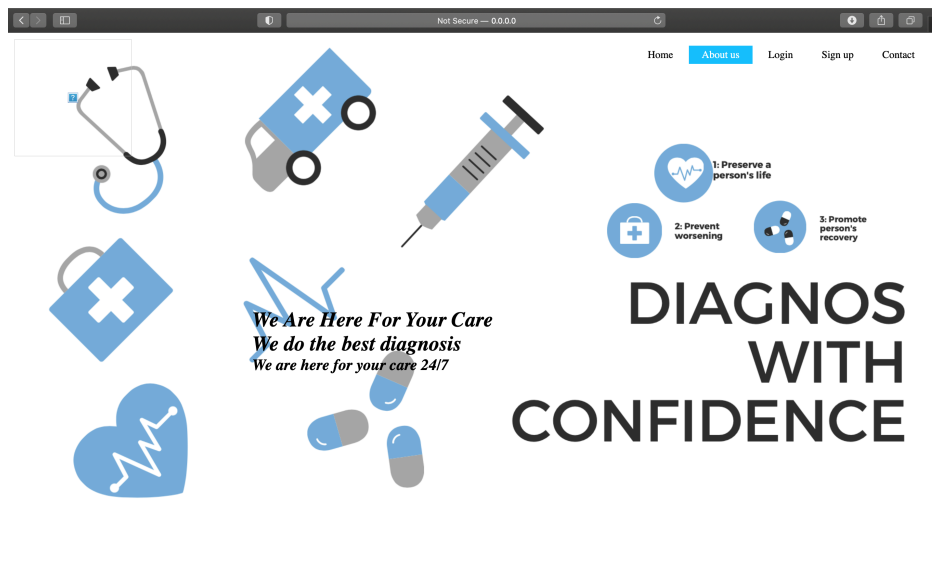 Not Secure — 0.0.0.0
Home About us Login Sign up Contact
1: Preserve a
person's life
2: Prevent
worsening
3: Promote
person's
recovery
DIAGNOS
WITH
CONFIDENCE
We Are Here For Your Care
We do the best diagnosis
We are here for your care 24/7